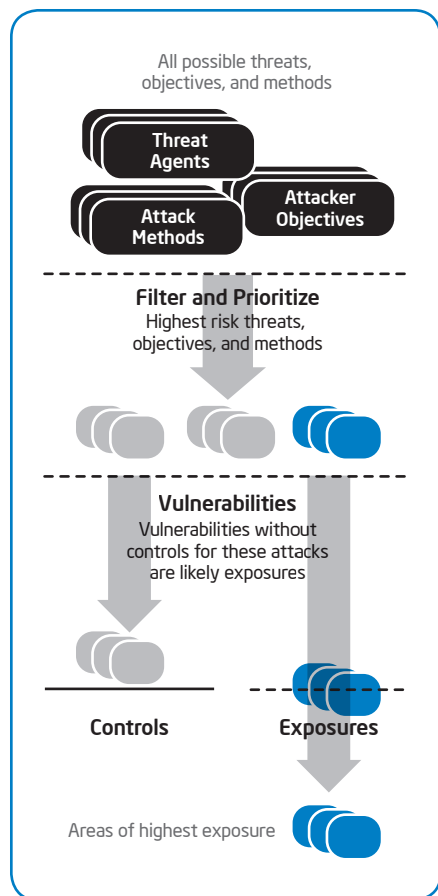 All possible threats,
objectives, and methods
Threat
Agents
Attacker
Objectives
Attack
Methods
Filter and Prioritize
Highest risk threats,
objectives, and methods
Vulnerabilities
Vulnerabilities without
controls for these attacks
are likely exposures
Controls
Exposures
Areas of highest exposure